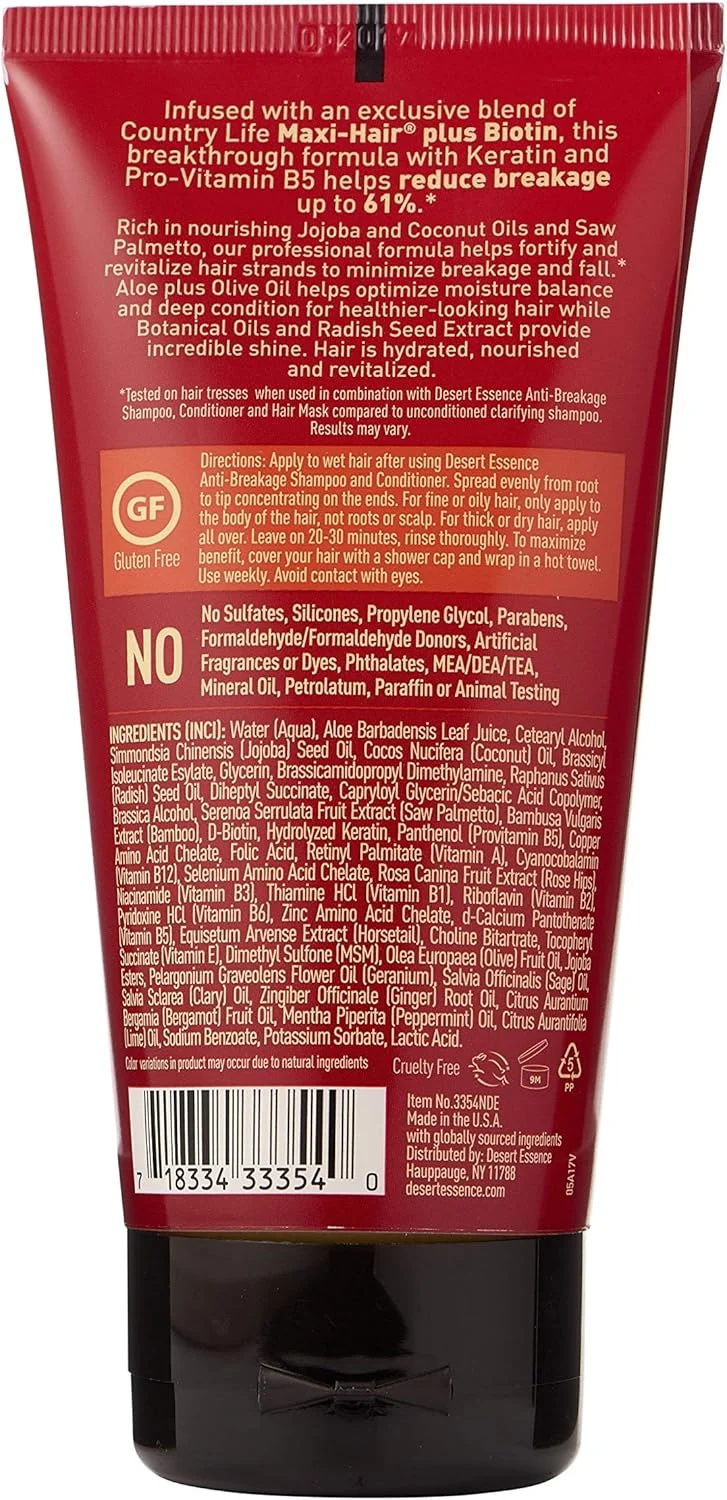 052017
Infused with an exclusive blend of
Country Life Maxi-Hair® plus Biotin, this
breakthrough formula with Keratin and
Pro-Vitamin B5 helps reduce breakage
up to 61%.*
Rich in nourishing Jojoba and Coconut Oils and Saw
Palmetto, our professional formula helps fortify and
revitalize hair strands to minimize breakage and fall.*
Aloe plus Olive Oil helps optimize moisture balance
and deep condition for healthier-looking hair while
Botanical Oils and Radish Seed Extract provide
incredible shine. Hair is hydrated, nourished
and revitalized.
*Tested on hair tresses when used in combination with Desert Essence Anti-Breakage
Shampoo, Conditioner and Hair Mask compared to unconditioned clarifying shampoo.
Results may vary.
GF
Gluten Free
Directions: Apply to wet hair after using Desert Essence
Anti-Breakage Shampoo and Conditioner. Spread evenly from root
to tip concentrating on the ends. For fine or oily hair, only apply to
the body of the hair, not roots or scalp. For thick or dry hair, apply
all over. Leave on 20-30 minutes, rinse thoroughly. To maximize
benefit, cover your hair with a shower cap and wrap in a hot towel.
Use weekly. Avoid contact with eyes.
NO
No Sulfates, Silicones, Propylene Glycol, Parabens,
Formaldehyde/Formaldehyde Donors, Artificial
Fragrances or Dyes, Phthalates, MEA/DEA/TEA,
Mineral Oil, Petrolatum, Paraffin or Animal Testing
INGREDIENTS (INCI): Water (Aqua), Aloe Barbadensis Leaf Juice, Cetearyl Alcohol,
Simmondsia Chinensis (Jojoba) Seed Oil, Cocos Nucifera (Coconut) Oil, Brassicyl
Isoleucinate Esylate, Glycerin, Brassicamidopropyl Dimethylamine, Raphanus Sativus
(Radish) Seed Oil, Diheptyl Succinate, Capryloyl Glycerin/Sebacic Acid Copolymer,
Brassica Alcohol, Serenoa Serrulata Fruit Extract (Saw Palmetto), Bambusa Vulgaris
Extract (Bamboo), D-Biotin, Hydrolyzed Keratin, Panthenol (Provitamin B5), Copper
Amino Acid Chelate, Folic Acid, Retinyl Palmitate (Vitamin A), Cyanocobalamin
(Vitamin B12), Selenium Amino Acid Chelate, Rosa Canina Fruit Extract (Rose Hips),
Niacinamide (Vitamin B3), Thiamine HCl (Vitamin B1), Riboflavin (Vitamin B2),
Pyridoxine HCl (Vitamin B6), Zinc Amino Acid Chelate, d-Calcium Pantothenate
(Vitamin B5), Equisetum Arvense Extract (Horsetail), Choline Bitartrate, Tocopheryl
Succinate (Vitamin E), Dimethyl Sulfone (MSM), Olea Europaea (Olive) Fruit Oil, Jojoba
Esters, Pelargonium Graveolens Flower Oil (Geranium), Salvia Officinalis (Sage) Oil,
Salvia Sclarea (Clary) Oil, Zingiber Officinale (Ginger) Root Oil, Citrus Aurantium
Bergamia (Bergamot) Fruit Oil, Mentha Piperita (Peppermint) Oil, Citrus Aurantifolia
(Lime) Oil, Sodium Benzoate, Potassium Sorbate, Lactic Acid.
Color variations in product may occur due to natural ingredients
Cruelty Free
9M
5
PP
7 18334 33354 0
Item No.3354NDE
Made in the U.S.A.
with globally sourced ingredients
Distributed by: Desert Essence
Hauppauge, NY 11788
desertessence.com
05A17V